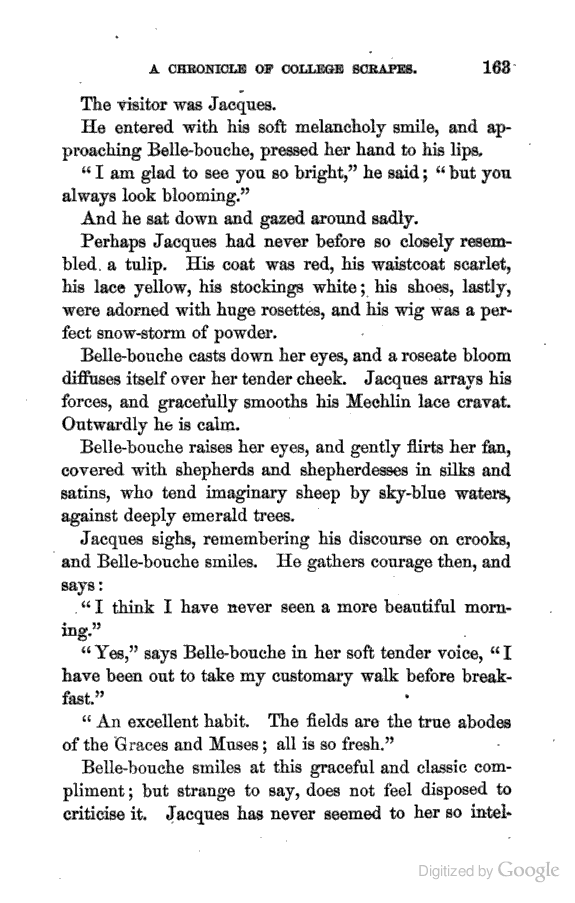 A CHRONICLE OF COLLEGE SCRAPES. 163
The visitor was Jacques.
He entered with his soft melancholy smile, and ap-
proaching Belle-bouche, pressed her hand to his lips.
“I am glad to see you so bright,” he said; “but you
always look blooming.”
And he sat down and gazed around sadly.
Perhaps Jacques had never before so closely resem-
bled a tulip. His coat was red, his waistcoat scarlet,
his lace yellow, his stockings white; his shoes, lastly,
were adorned with huge rosettes, and his wig was a per-
fect snow-storm of powder.
Belle-bouche casts down her eyes, and a roseate bloom
diffuses itself over her tender cheek. Jacques arrays his
forces, and gracefully smooths his Mechlin lace cravat.
Outwardly he is calm.
Belle-bouche raises her eyes, and gently flirts her fan,
covered with shepherds and shepherdesses in silks and
satins, who tend imaginary sheep by sky-blue waters,
against deeply emerald trees.
Jacques sighs, remembering his discourse on crooks,
and Belle-bouche smiles. He gathers courage then, and
says:
“I think I have never seen a more beautiful morn-
ing.”
“Yes,” says Belle-bouche in her soft tender voice, “I
have been out to take my customary walk before break-
fast.”
“An excellent habit. The fields are the true abodes
of the Graces and Muses; all is so fresh.”
Belle-bouche smiles at this graceful and classic com-
pliment; but strange to say, does not feel disposed to
criticise it. Jacques has never seemed to her so intel-
Digitized by Google